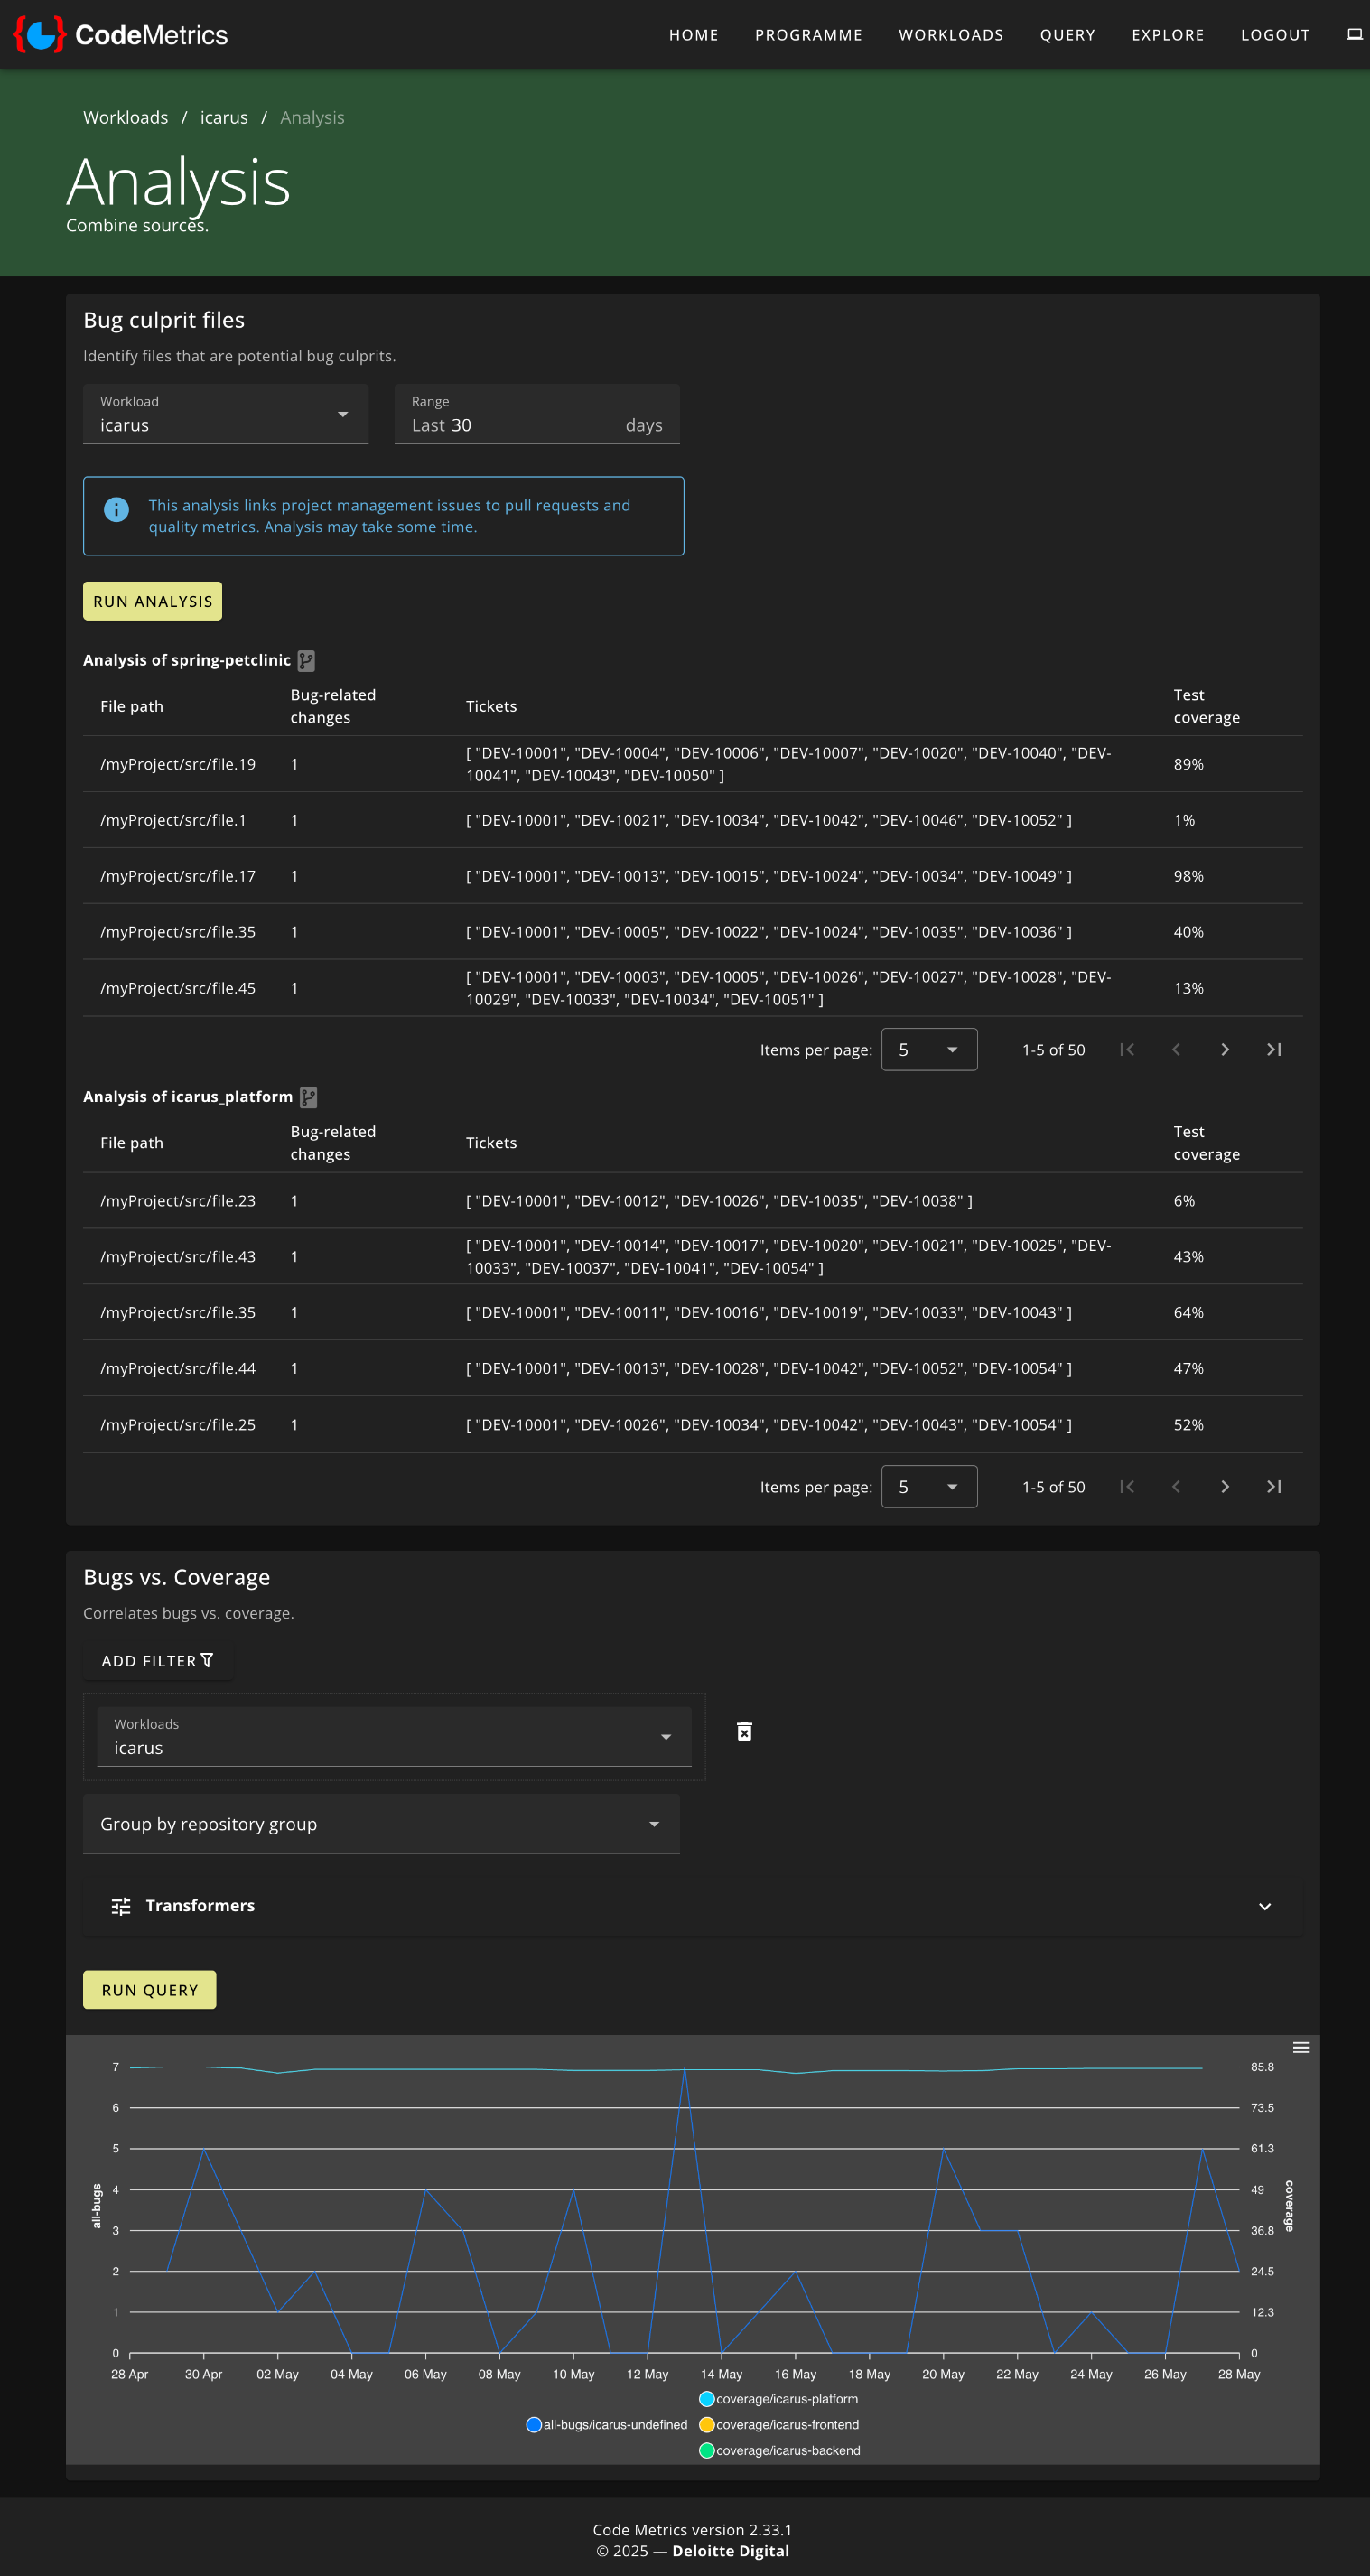 CodeMetrics
HOME PROGRAMME WORKLOADS QUERY EXPLORE LOGOUT
Workloads / icarus / Analysis
Analysis
Combine sources.
Bug culprit files
Identify files that are potential bug culprits.
Workload
icarus
Range
Last 30 days
This analysis links project management issues to pull requests and
quality metrics. Analysis may take some time.
RUN ANALYSIS
Analysis of spring-petclinic
File path Bug-related changes Tickets Test coverage
/myProject/src/file.19 1 [ "DEV-10001", "DEV-10004", "DEV-10006", "DEV-10007", "DEV-10020", "DEV-10040", "DEV-
10041", "DEV-10043", "DEV-10050" ] 89%
/myProject/src/file.1 1 [ "DEV-10001", "DEV-10021", "DEV-10034", "DEV-10042", "DEV-10046", "DEV-10052" ] 1%
/myProject/src/file.17 1 [ "DEV-10001", "DEV-10013", "DEV-10015", "DEV-10024", "DEV-10034", "DEV-10049" ] 98%
/myProject/src/file.35 1 [ "DEV-10001", "DEV-10005", "DEV-10022", "DEV-10024", "DEV-10035", "DEV-10036" ] 40%
/myProject/src/file.45 1 [ "DEV-10001", "DEV-10003", "DEV-10005", "DEV-10026", "DEV-10027", "DEV-10028", "DEV-
10029", "DEV-10033", "DEV-10034", "DEV-10051" ] 13%
Items per page: 5 1-5 of 50
Analysis of icarus_platform
File path Bug-related changes Tickets Test coverage
/myProject/src/file.23 1 [ "DEV-10001", "DEV-10012", "DEV-10026", "DEV-10035", "DEV-10038" ] 6%
/myProject/src/file.43 1 [ "DEV-10001", "DEV-10014", "DEV-10017", "DEV-10020", "DEV-10021", "DEV-10025", "DEV-
10033", "DEV-10037", "DEV-10041", "DEV-10054" ] 43%
/myProject/src/file.35 1 [ "DEV-10001", "DEV-10011", "DEV-10016", "DEV-10019", "DEV-10033", "DEV-10043" ] 64%
/myProject/src/file.44 1 [ "DEV-10001", "DEV-10013", "DEV-10028", "DEV-10042", "DEV-10052", "DEV-10054" ] 47%
/myProject/src/file.25 1 [ "DEV-10001", "DEV-10026", "DEV-10034", "DEV-10042", "DEV-10043", "DEV-10054" ] 52%
Items per page: 5 1-5 of 50
Bugs vs. Coverage
Correlates bugs vs. coverage.
ADD FILTER
Workloads
icarus
Group by repository group
Transformers
RUN QUERY
7 85.8
6 73.5
5 61.3
4 49
3 36.8
2 24.5
1 12.3
0 0
all-bugs
coverage
28 Apr 30 Apr 02 May 04 May 06 May 08 May 10 May 12 May 14 May 16 May 18 May 20 May 22 May 24 May 26 May 28 May
coverage/icarus-platform
all-bugs/icarus-undefined coverage/icarus-frontend
coverage/icarus-backend
Code Metrics version 2.33.1
© 2025 — Deloitte Digital